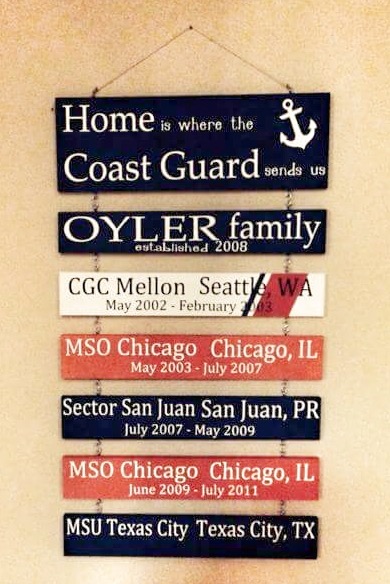 Home is where the
Coast Guard sends us
OYLER family
established 2008
CGC Mellon Seattle, WA
May 2002 - February 2003
MSO Chicago Chicago, IL
May 2003 - July 2007
Sector San Juan San Juan, PR
July 2007 - May 2009
MSO Chicago Chicago, IL
June 2009 - July 2011
MSU Texas City Texas City, TX